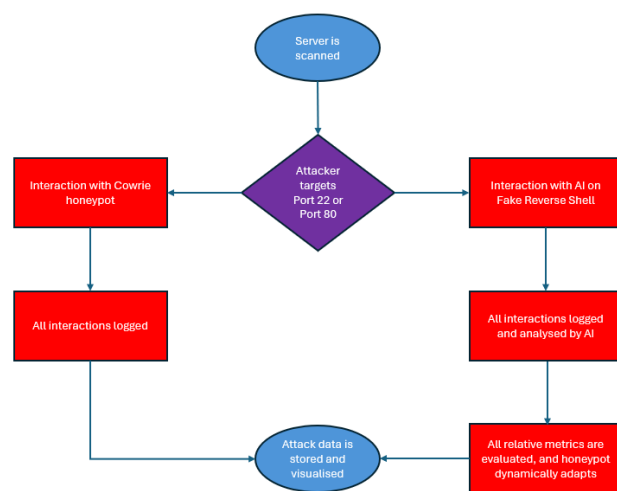 Server is
scanned
Attacker
targets
Port 22 or
Port 80
Interaction with Cowrie
honeypot
Interaction with AI on
Fake Reverse Shell
All interactions logged
All interactions logged
and analysed by AI
Attack data is
stored and
visualised
All relative metrics are
evaluated, and honeypot
dynamically adapts